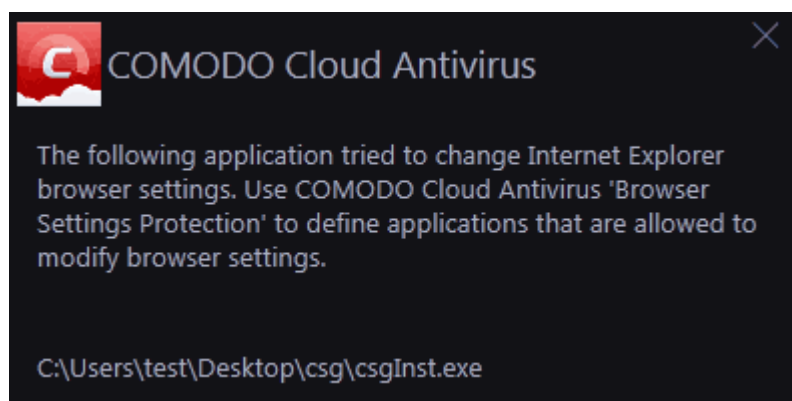 COMODO Cloud Antivirus
The following application tried to change Internet Explorer
browser settings. Use COMODO Cloud Antivirus 'Browser
Settings Protection' to define applications that are allowed to
modify browser settings.
C:\Users\test\Desktop\csg\csgInst.exe